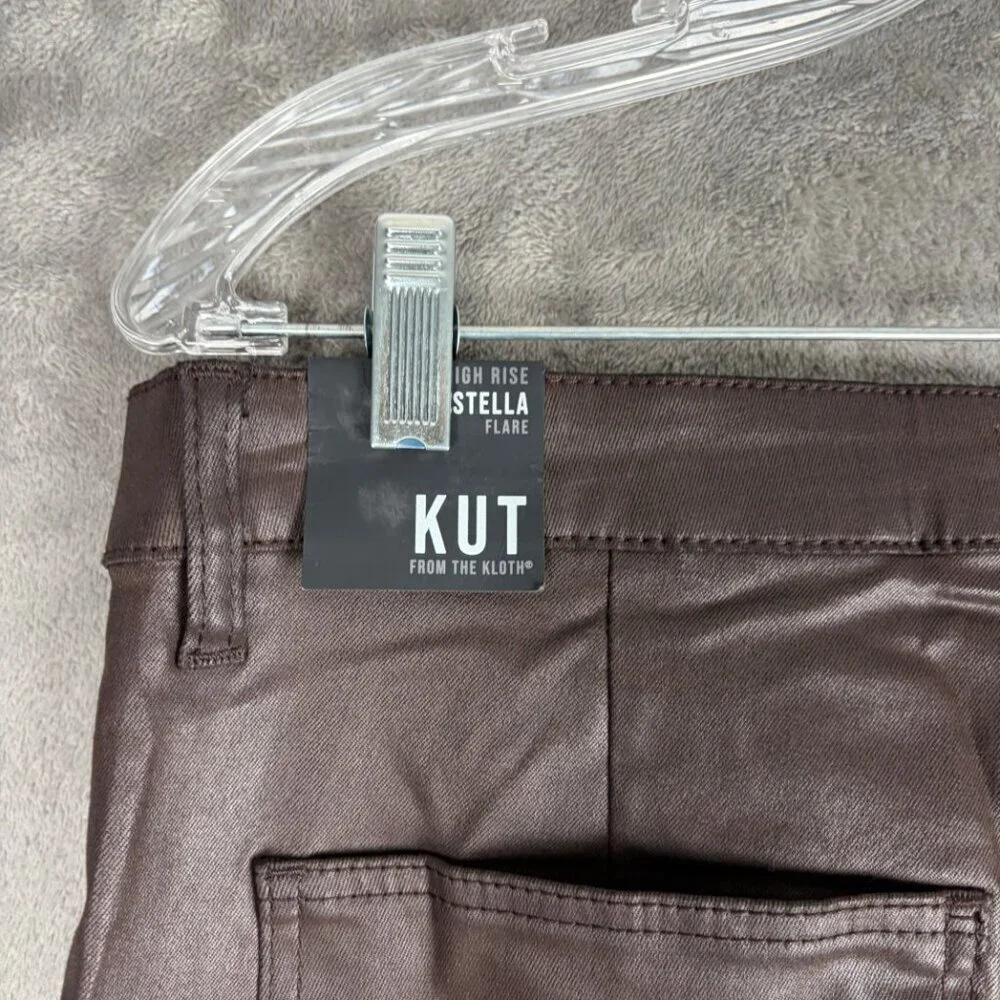 IGH RISE
STELLA
FLARE
KUT
FROM THE KLOTH®